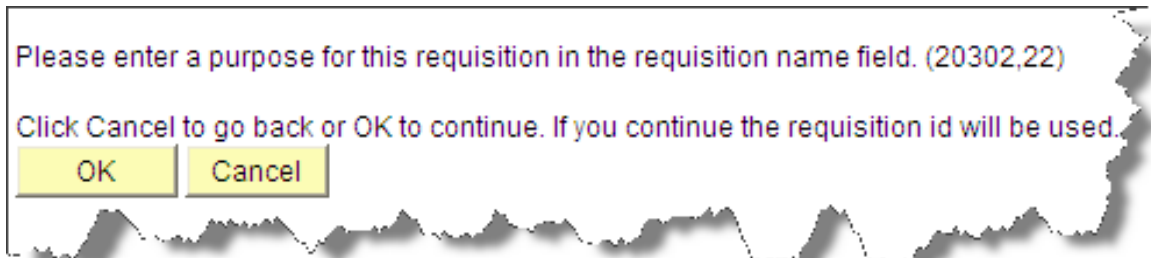 Please enter a purpose for this requisition in the requisition name field. (20302,22)
Click Cancel to go back or OK to continue. If you continue the requisition id will be used.
OK Cancel